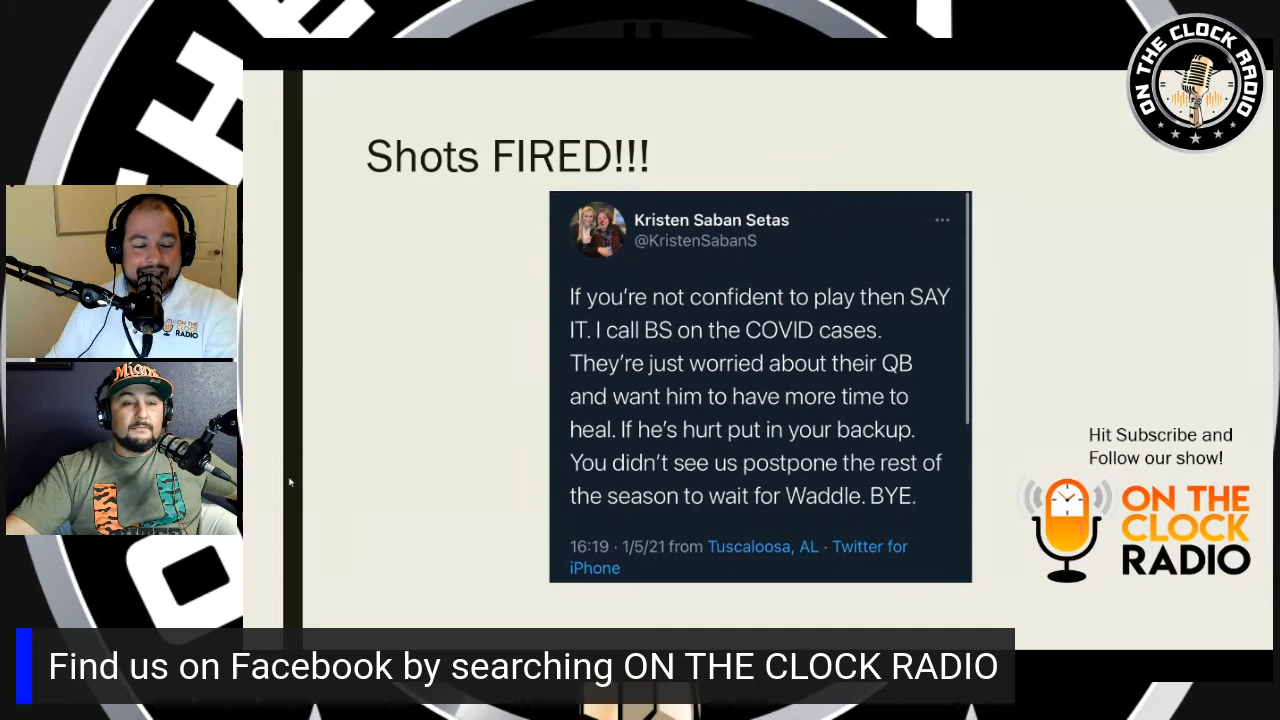 ON THE CLOCK RADIO
Shots FIRED!!!
Kristen Saban Setas
@KristenSabanS
If you're not confident to play then SAY
IT. I call BS on the COVID cases.
They're just worried about their QB
and want him to have more time to
heal. If he's hurt put in your backup.
You didn't see us postpone the rest of
the season to wait for Waddle. BYE.
16:19 · 1/5/21 from Tuscaloosa, AL · Twitter for
iPhone
ON THE
CLOCK
RADIO
Miami
Hit Subscribe and
Follow our show!
ON THE
CLOCK
RADIO
Find us on Facebook by searching ON THE CLOCK RADIO